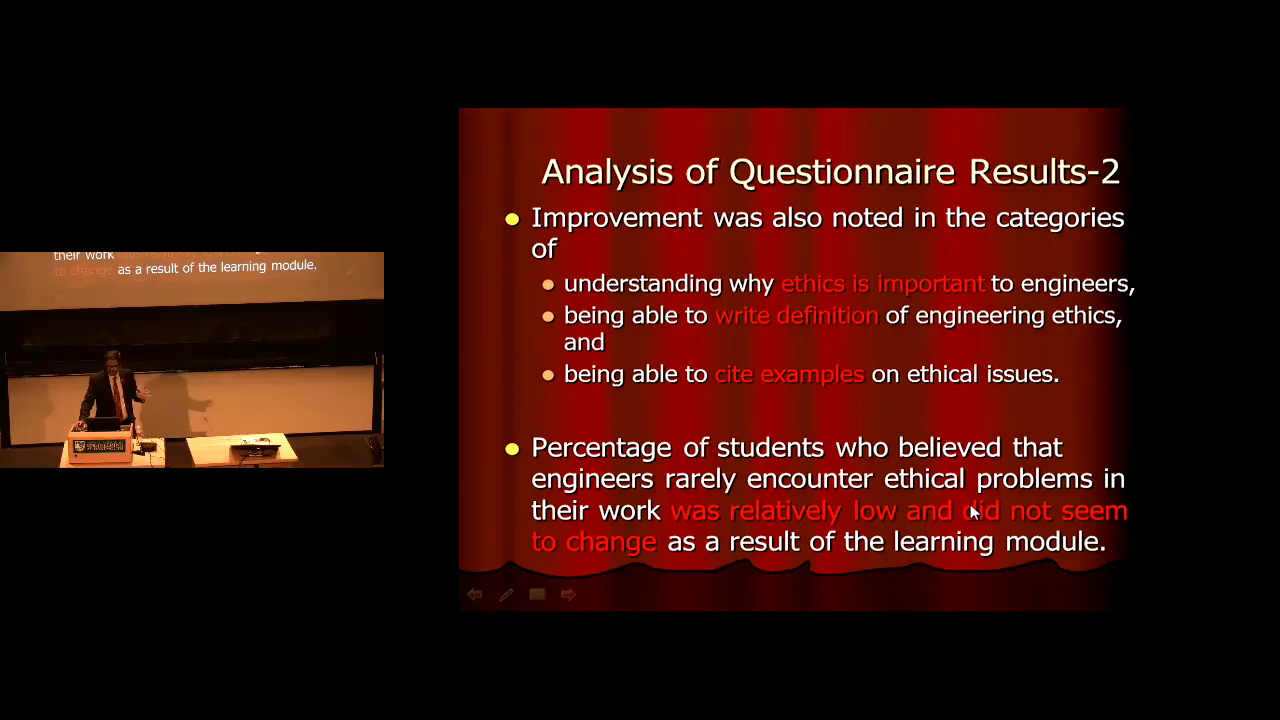 Analysis of Questionnaire Results-2
Improvement was also noted in the categories
of
understanding why ethics is important to engineers,
being able to write definition of engineering ethics,
and
being able to cite examples on ethical issues.
Percentage of students who believed that
engineers rarely encounter ethical problems in
their work was relatively low and did not seem
to change as a result of the learning module.
their work was
to change as a result of the learning module.